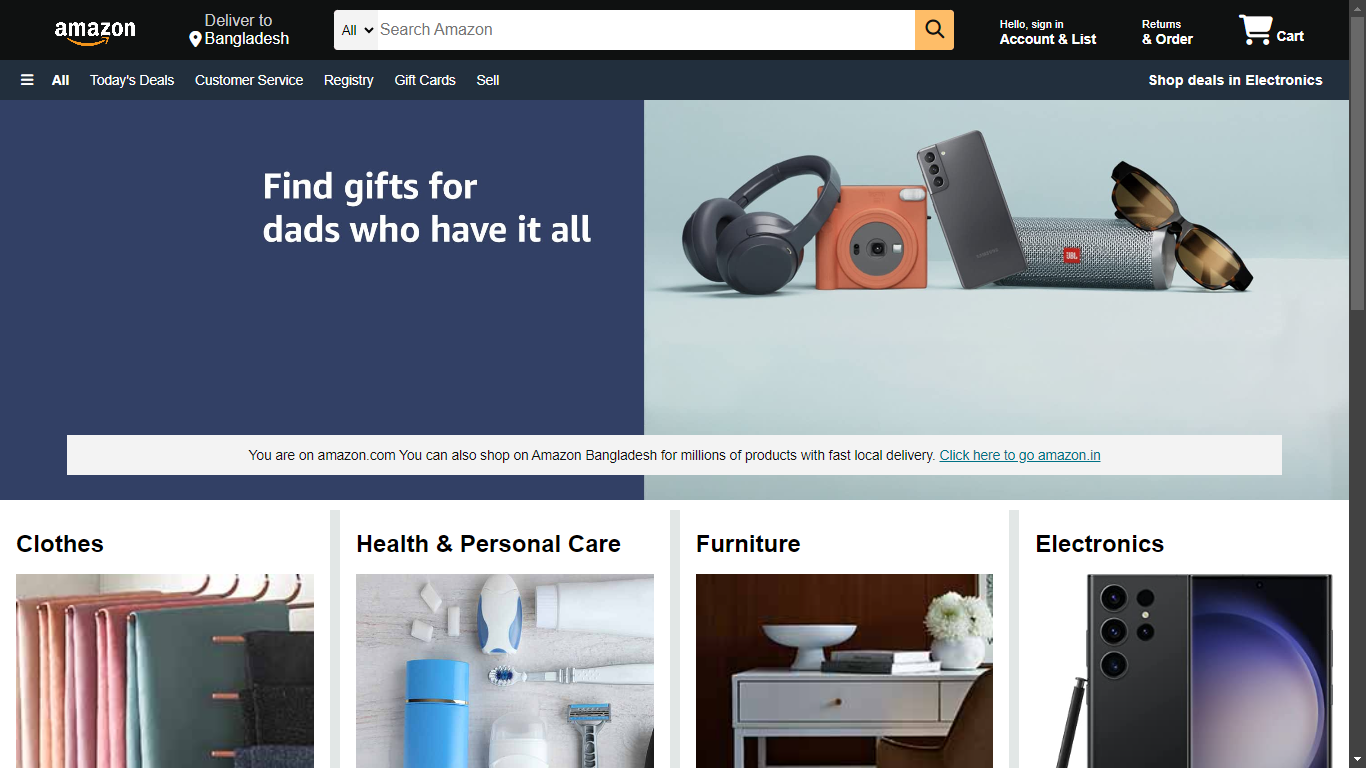 amazon
Deliver to
Bangladesh
All
Search Amazon
Hello, sign in
Account & List
Returns
& Order
Cart
All
Today's Deals
Customer Service
Registry
Gift Cards
Sell
Shop deals in Electronics
Find gifts for
dads who have it all
SAMSUNG
JBL
You are on amazon.com You can also shop on Amazon Bangladesh for millions of products with fast local delivery. Click here to go amazon.in
Clothes
Health & Personal Care
Furniture
Electronics